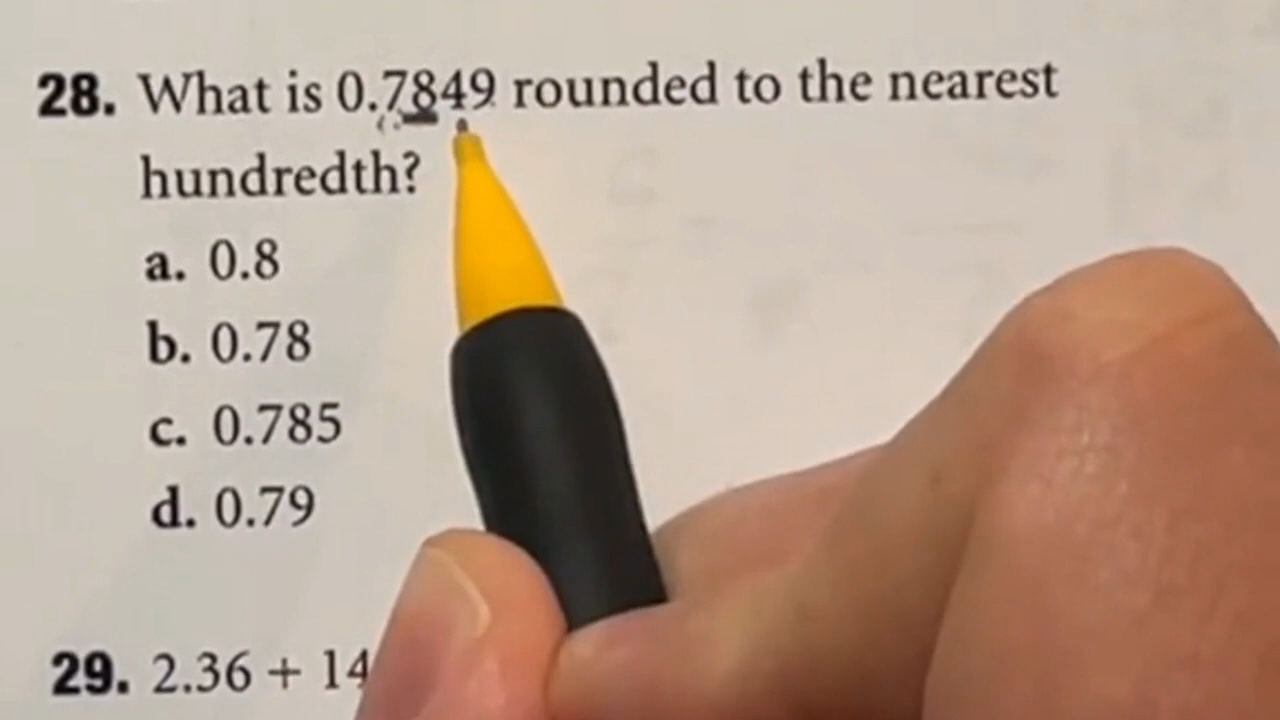 28. What is 0.7849 rounded to the nearest
hundredth?
a. 0.8
b. 0.78
c. 0.785
d. 0.79
29. 2.36 + 14